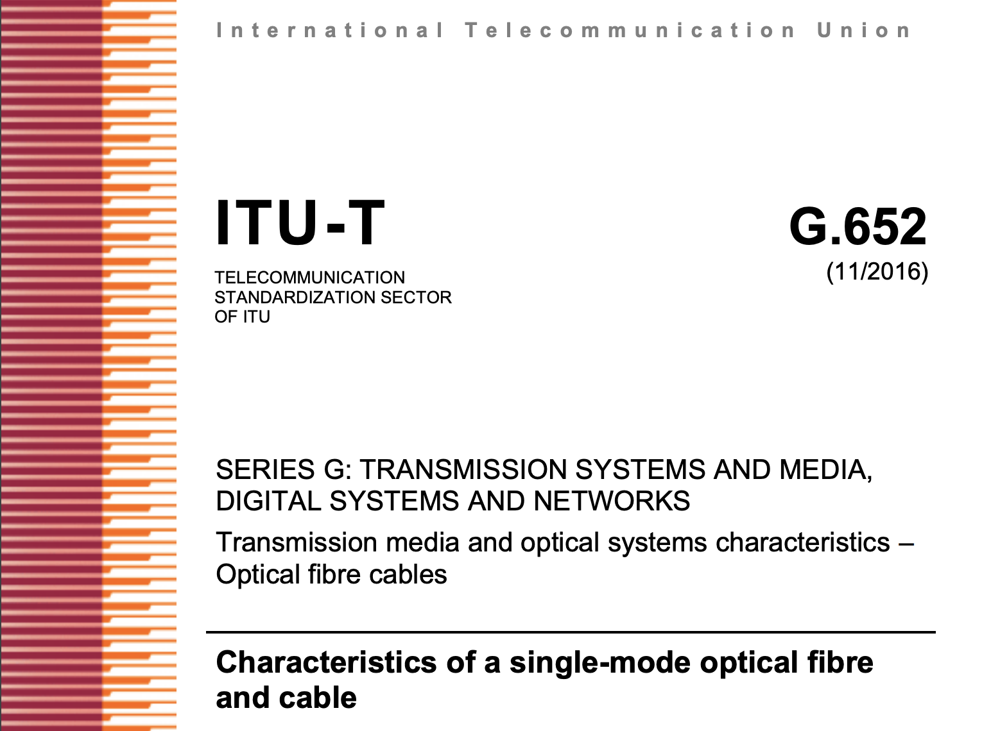 International Telecommunication Union
ITU-T
G.652
(11/2016)
TELECOMMUNICATION
STANDARDIZATION SECTOR
OF ITU
SERIES G: TRANSMISSION SYSTEMS AND MEDIA,
DIGITAL SYSTEMS AND NETWORKS
Transmission media and optical systems characteristics –
Optical fibre cables
Characteristics of a single-mode optical fibre
and cable